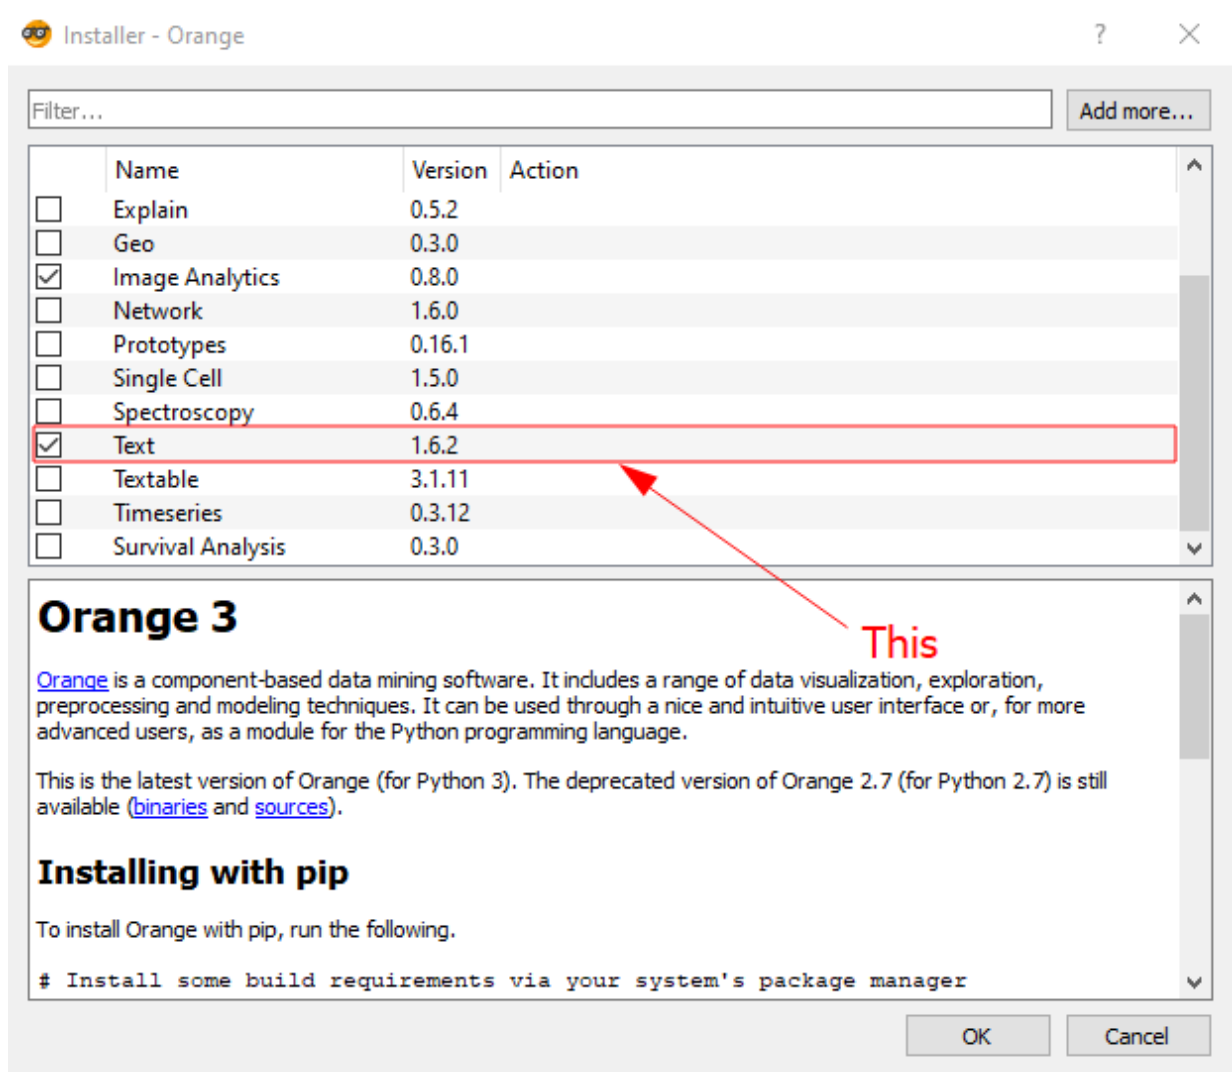 Installer - Orange
Filter...
Add more...
Name Version Action
Explain 0.5.2
Geo 0.3.0
Image Analytics 0.8.0
Network 1.6.0
Prototypes 0.16.1
Single Cell 1.5.0
Spectroscopy 0.6.4
Text 1.6.2
Textable 3.1.11
Timeseries 0.3.12
Survival Analysis 0.3.0
This
Orange 3
Orange is a component-based data mining software. It includes a range of data visualization, exploration,
preprocessing and modeling techniques. It can be used through a nice and intuitive user interface or, for more
advanced users, as a module for the Python programming language.
This is the latest version of Orange (for Python 3). The deprecated version of Orange 2.7 (for Python 2.7) is still
available (binaries and sources).
Installing with pip
To install Orange with pip, run the following.
# Install some build requirements via your system's package manager
OK Cancel